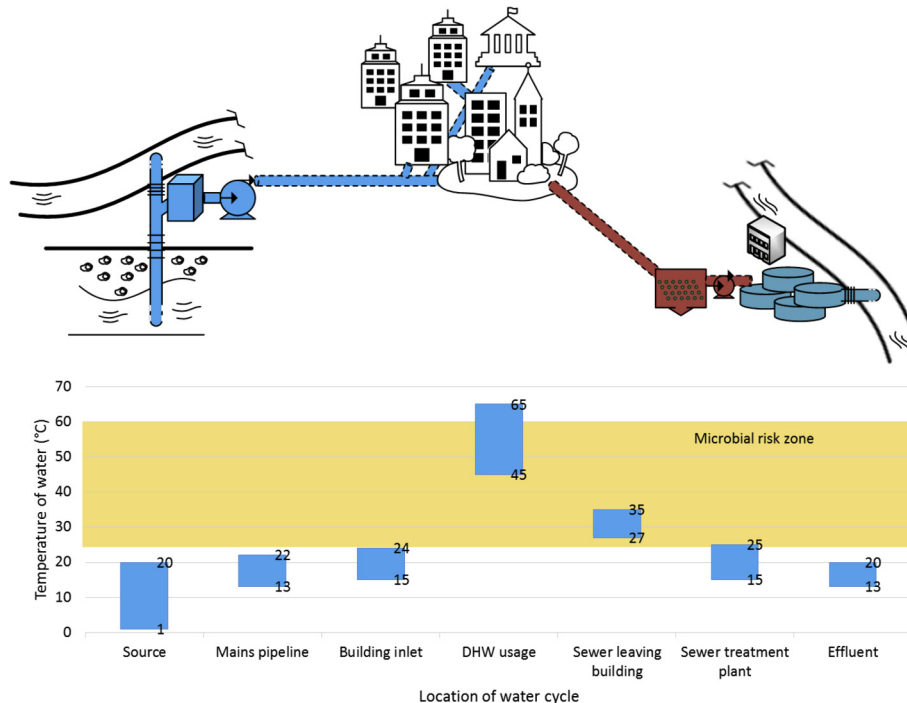 70
60
50
40
30
20
10
0
Temperature of water (°C)
Microbial risk zone
65
45
35
27
24
15
22
13
20
1
25
15
20
13
Source
Mains pipeline
Building inlet
DHW usage
Sewer leaving
building
Sewer treatment
plant
Effluent
Location of water cycle